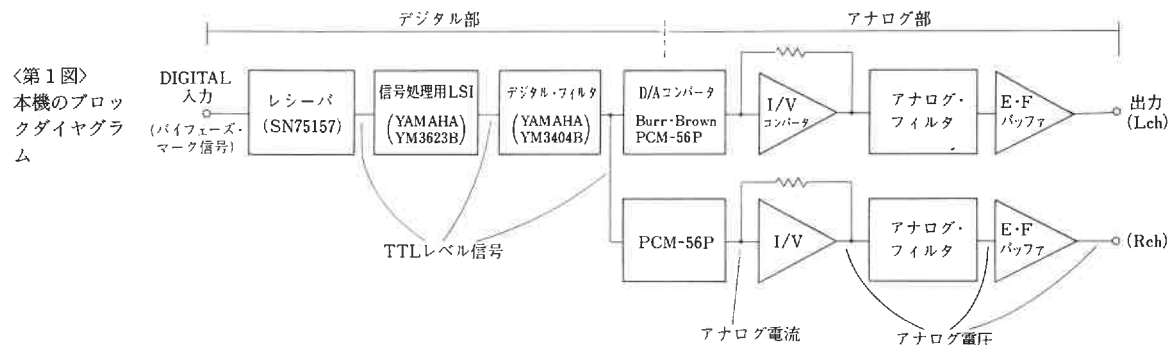 デジタル部
アナログ部
〈第1図〉
本機のブロッ
クダイヤグラ
ム
DIGITAL
入力
(バイフェーズ・
マーク信号)
レシーバ
(SN75157)
信号処理用LSI
(YAMAHA
YM3623B)
デジタル・フィルタ
(YAMAHA
YM3404B)
D/Aコンバータ
Burr-Brown
PCM-56P
I/V
コンバータ
アナログ・
フィルタ
E・F
バッファ
出力
(Lch)
TTLレベル信号
PCM-56P
I/V
アナログ・
フィルタ
E・F
バッファ
(Rch)
アナログ電流
アナログ電圧